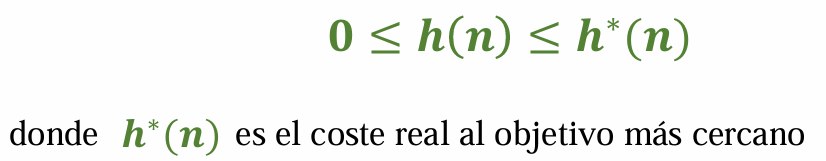 0 ≤ h(n) ≤ h*(n)
donde h*(n) es el coste real al objetivo más cercano